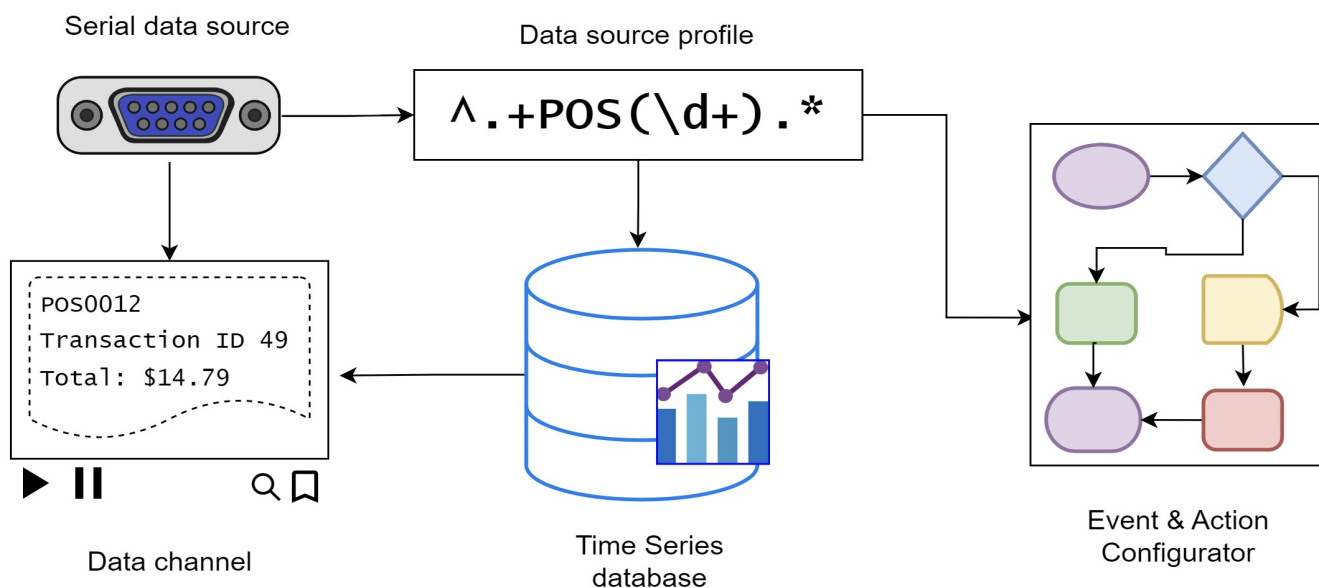 Serial data source
Data source profile
^.+POS(\d+).*
POS0012
Transaction ID 49
Total: $14.79
Data channel
Time Series
database
Event & Action
Configurator